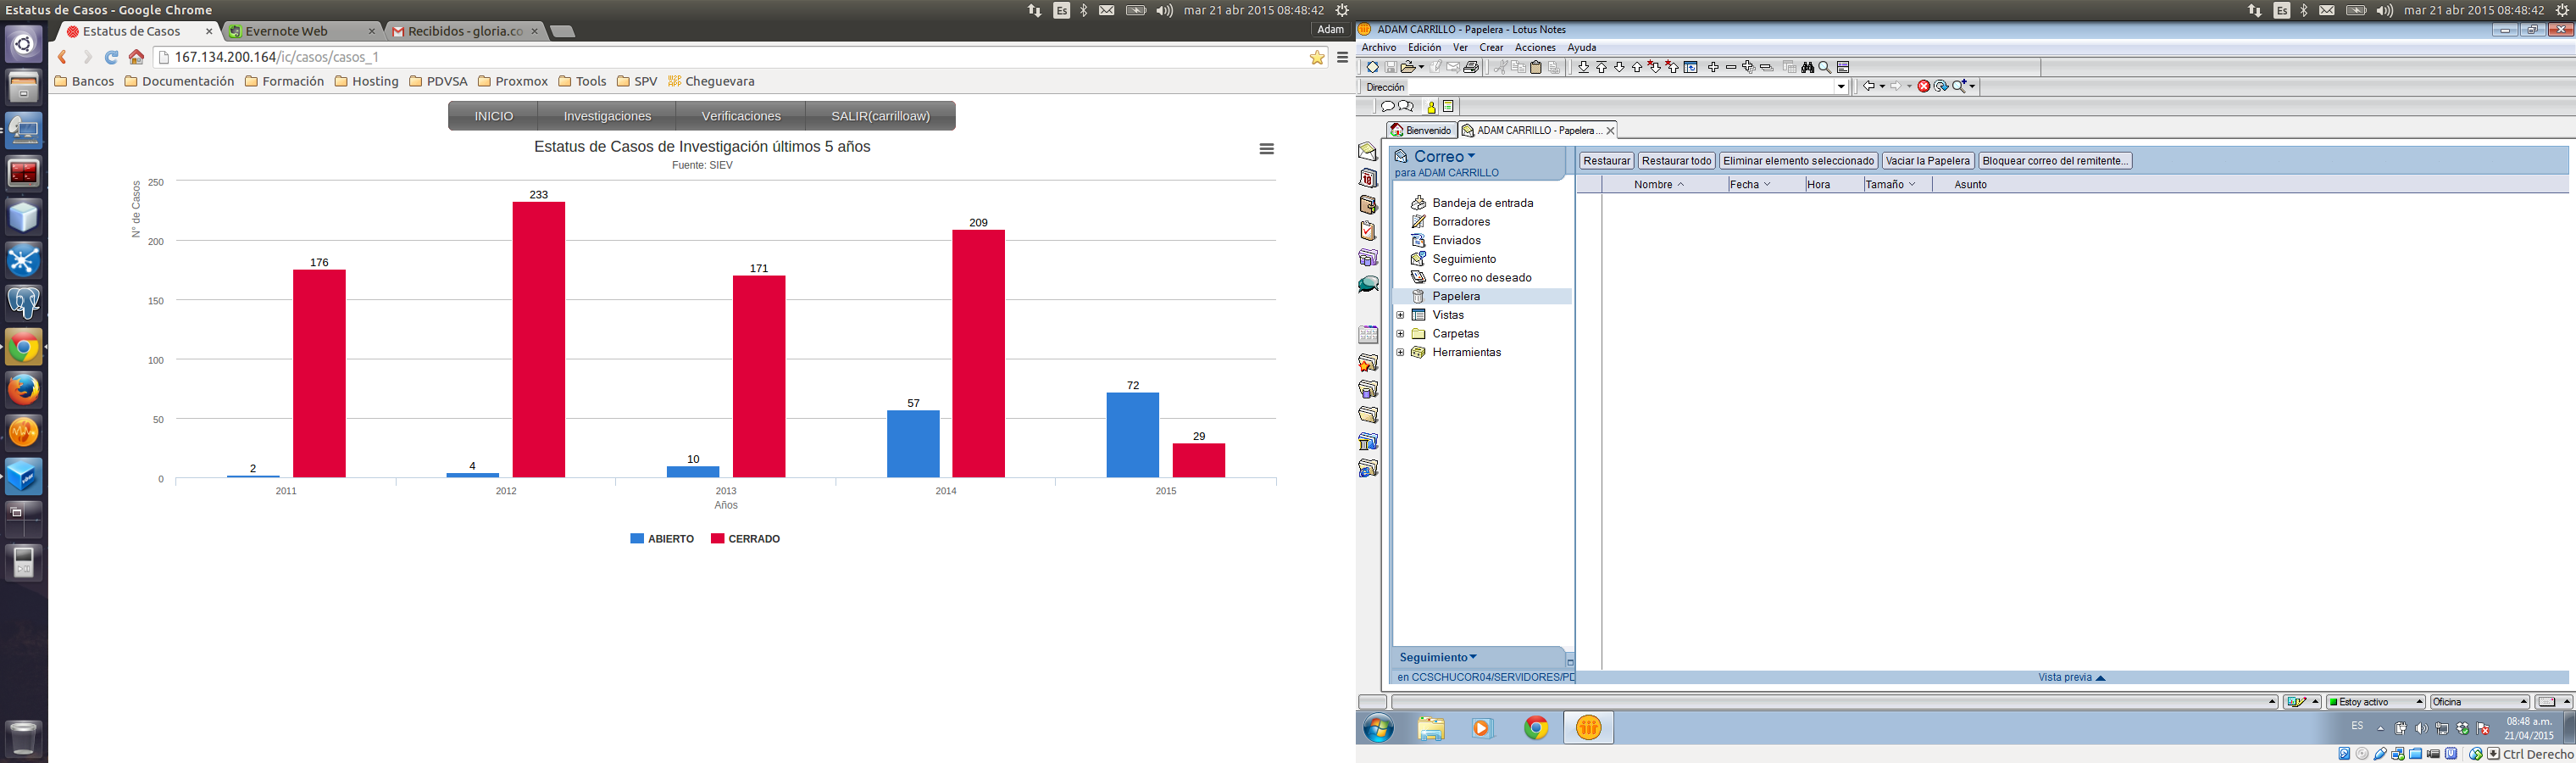 Estatus de Casos - Google Chrome
Es
mar 21 abr 2015 08:48:42
Estatus de Casos
Evernote Web
Recibidos - gloria.co
Adam
167.134.200.164/ic/casos/casos_1
Bancos Documentación Formación Hosting PDVSA Proxmox Tools SPV Cheguevara
INICIO Investigaciones Verificaciones SALIR(carrilloaw)
Estatus de Casos de Investigación últimos 5 años
Fuente: SIEV
N° de Casos
250
200
150
100
50
0
2 176
4 233
10 171
57 209
72 29
2011 2012 2013 2014 2015
Años
ABIERTO CERRADO
Es
mar 21 abr 2015 08:48:42
ADAM CARRILLO - Papelera - Lotus Notes
Archivo Edición Ver Crear Acciones Ayuda
Dirección
Bienvenido
ADAM CARRILLO - Papelera ...
Correo
para ADAM CARRILLO
Restaurar Restaurar todo Eliminar elemento seleccionado Vaciar la Papelera Bloquear correo del remitente...
Nombre Fecha Hora Tamaño Asunto
Bandeja de entrada
Borradores
Enviados
Seguimiento
Correo no deseado
Papelera
Vistas
Carpetas
Herramientas
Seguimiento
en CCSCHUCOR04/SERVIDORES/PD
Vista previa
Estoy activo
Oficina
ES
08:48 a.m.
21/04/2015
Ctrl Derecho